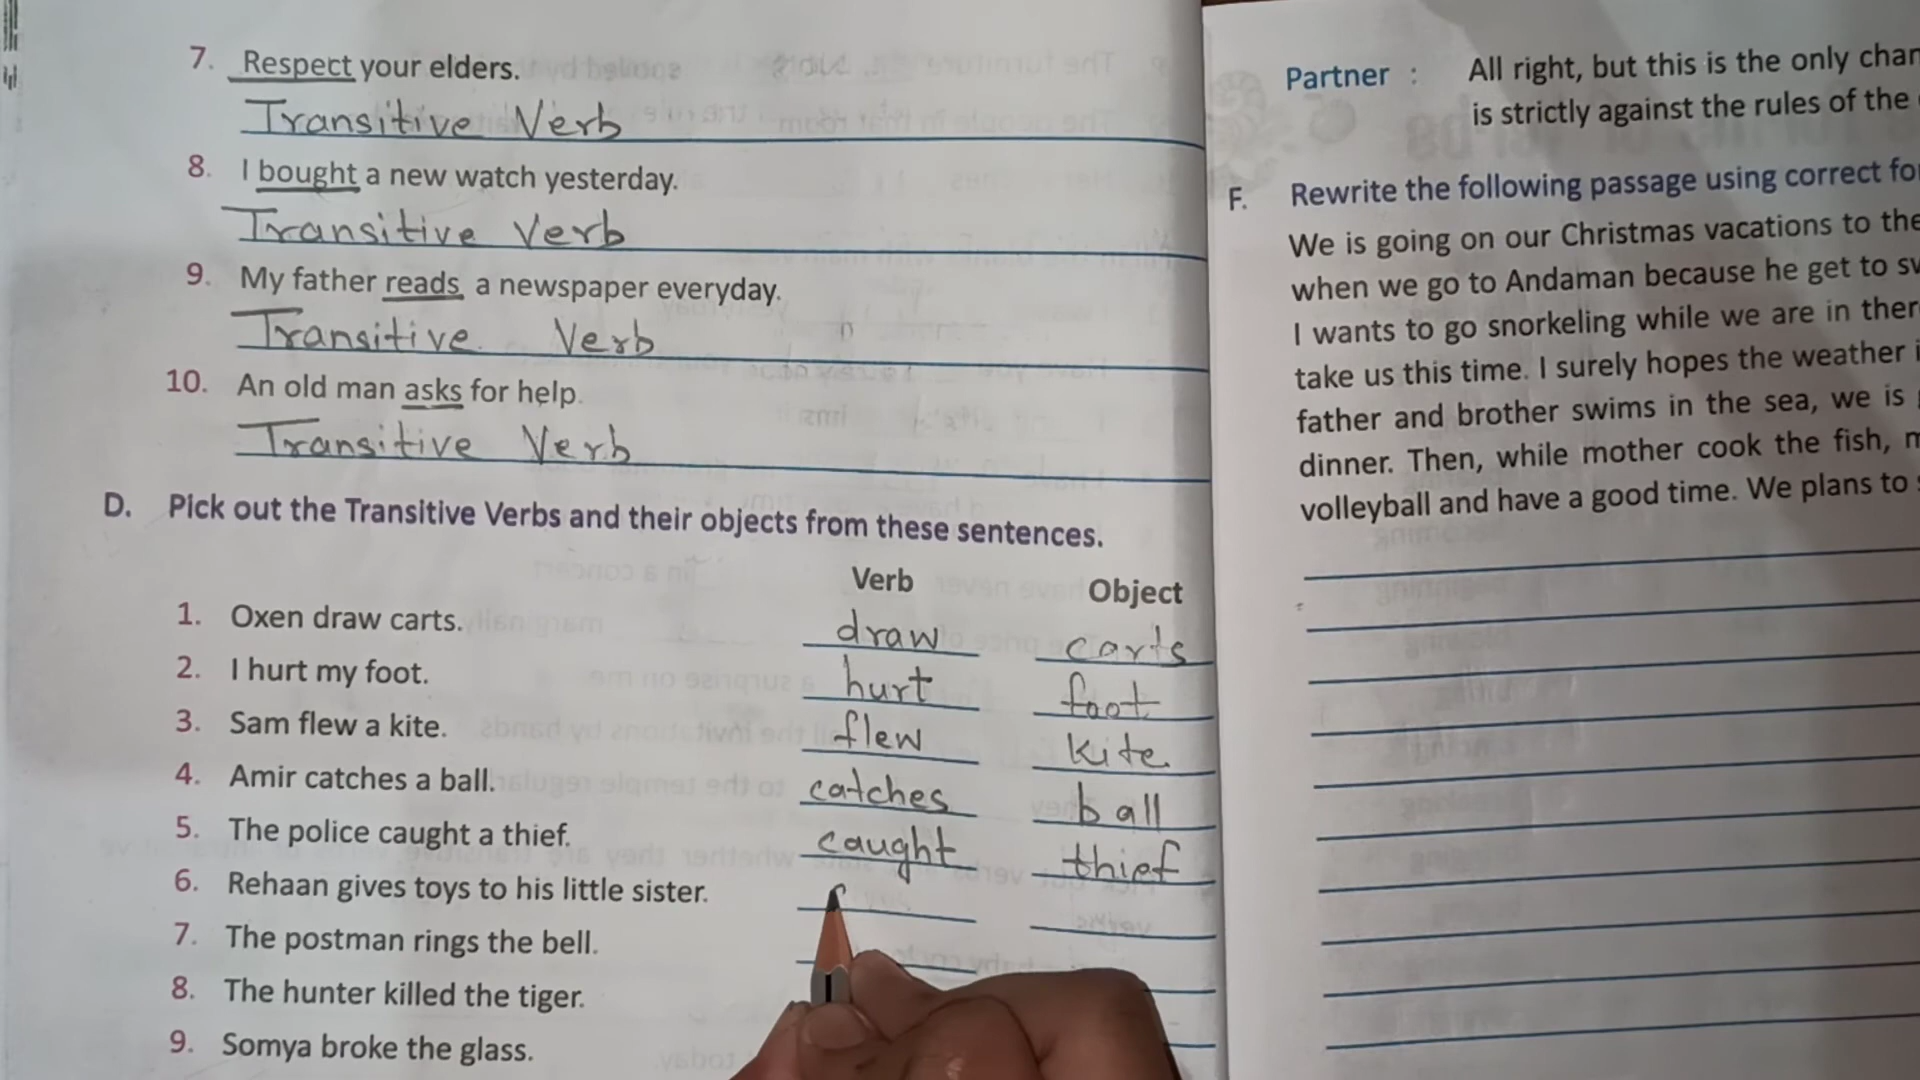 7. Respect your elders.
Transitive Verb
8. I bought a new watch yesterday.
Transitive Verb
9. My father reads a newspaper everyday.
Transitive Verb
10. An old man asks for help.
Transitive Verb
D. Pick out the Transitive Verbs and their objects from these sentences.
Verb Object
1. Oxen draw carts. draw carts
2. I hurt my foot. hurt foot
3. Sam flew a kite. flew kite
4. Amir catches a ball. catches ball
5. The police caught a thief. caught thief
6. Rehaan gives toys to his little sister.
7. The postman rings the bell.
8. The hunter killed the tiger.
9. Somya broke the glass.
Partner : All right, but this is the only
is strictly against the rules of the
F. Rewrite the following passage using correct
We is going on our Christmas vacations to the
when we go to Andaman because he get to
I wants to go snorkeling while we are in
take us this time. I surely hopes the weather
father and brother swims in the sea, we is
dinner. Then, while mother cook the fish,
volleyball and have a good time. We plans to